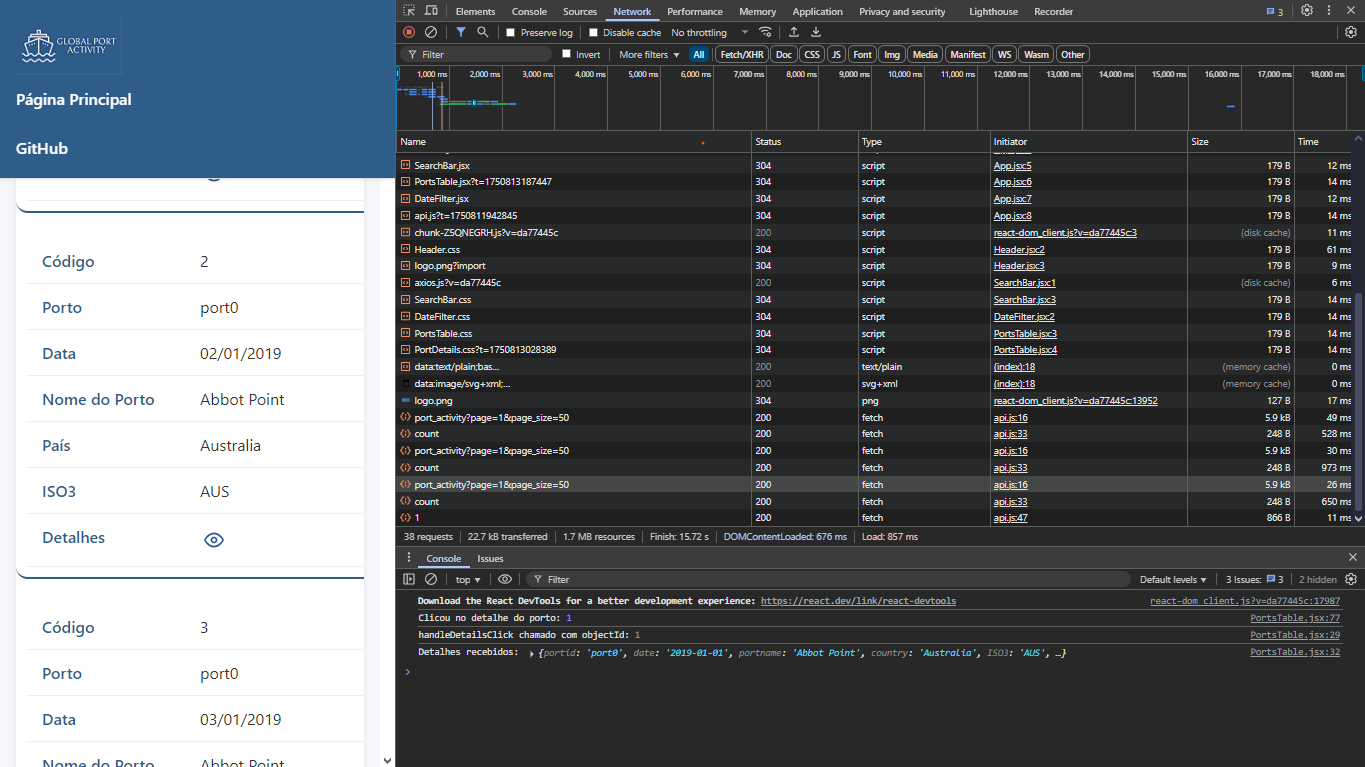 GLOBAL PORT
ACTIVITY
Página Principal
GitHub
Código 2
Porto port0
Data 02/01/2019
Nome do Porto Abbot Point
País Australia
ISO3 AUS
Detalhes
Código 3
Porto port0
Data 03/01/2019
Nome do Porto Abbot Point
Elements Console Sources Network Performance Memory Application Privacy and security Lighthouse Recorder 3
Preserve log Disable cache No throttling
Filter Invert More filters All Fetch/XHR Doc CSS JS Font Img Media Manifest WS Wasm Other
1,000 ms 2,000 ms 3,000 ms 4,000 ms 5,000 ms 6,000 ms 7,000 ms 8,000 ms 9,000 ms 10,000 ms 11,000 ms 12,000 ms 13,000 ms 14,000 ms 15,000 ms 16,000 ms 17,000 ms 18,000 ms
Name Status Type Initiator Size Time
SearchBar.jsx 304 script App.jsx:5 179 B 12 ms
PortsTable.jsx?t=1750813187447 304 script App.jsx:6 179 B 14 ms
DateFilter.jsx 304 script App.jsx:7 179 B 12 ms
api.js?t=1750811942845 304 script App.jsx:8 179 B 14 ms
chunk-Z5QNEGRH.js?v=da77445c 200 script react-dom_client.js?v=da77445c:3 (disk cache) 11 ms
Header.css 304 script Header.jsx:2 179 B 61 ms
logo.png?import 304 script Header.jsx:3 179 B 9 ms
axios.js?v=da77445c 200 script SearchBar.jsx:1 (disk cache) 6 ms
SearchBar.css 304 script SearchBar.jsx:3 179 B 14 ms
DateFilter.css 304 script DateFilter.jsx:2 179 B 14 ms
PortsTable.css 304 script PortsTable.jsx:3 179 B 14 ms
PortDetails.css?t=1750813028389 304 script PortsTable.jsx:4 179 B 14 ms
data:text/plain;bas... 200 text/plain (index):18 (memory cache) 0 ms
data:image/svg+xml;... 200 svg+xml (index):18 (memory cache) 0 ms
logo.png 304 png react-dom_client.js?v=da77445c:13952 127 B 17 ms
port_activity?page=1&page_size=50 200 fetch api.js:16 5.9 kB 49 ms
count 200 fetch api.js:33 248 B 528 ms
port_activity?page=1&page_size=50 200 fetch api.js:16 5.9 kB 30 ms
count 200 fetch api.js:33 248 B 973 ms
port_activity?page=1&page_size=50 200 fetch api.js:16 5.9 kB 26 ms
count 200 fetch api.js:33 248 B 650 ms
1 200 fetch api.js:47 866 B 11 ms
38 requests 22.7 kB transferred 1.7 MB resources Finish: 15.72 s DOMContentLoaded: 676 ms Load: 857 ms
Console Issues
top Filter Default levels 3 Issues: 3 2 hidden
Download the React DevTools for a better development experience: https://react.dev/link/react-devtools react-dom_client.js?v=da77445c:17987
Clicou no detalhe do porto: 1 PortsTable.jsx:77
handleDetailsClick chamado com objectId: 1 PortsTable.jsx:29
Detalhes recebidos: {portid: 'port0', date: '2019-01-01', portname: 'Abbot Point', country: 'Australia', ISO3: 'AUS', …} PortsTable.jsx:32